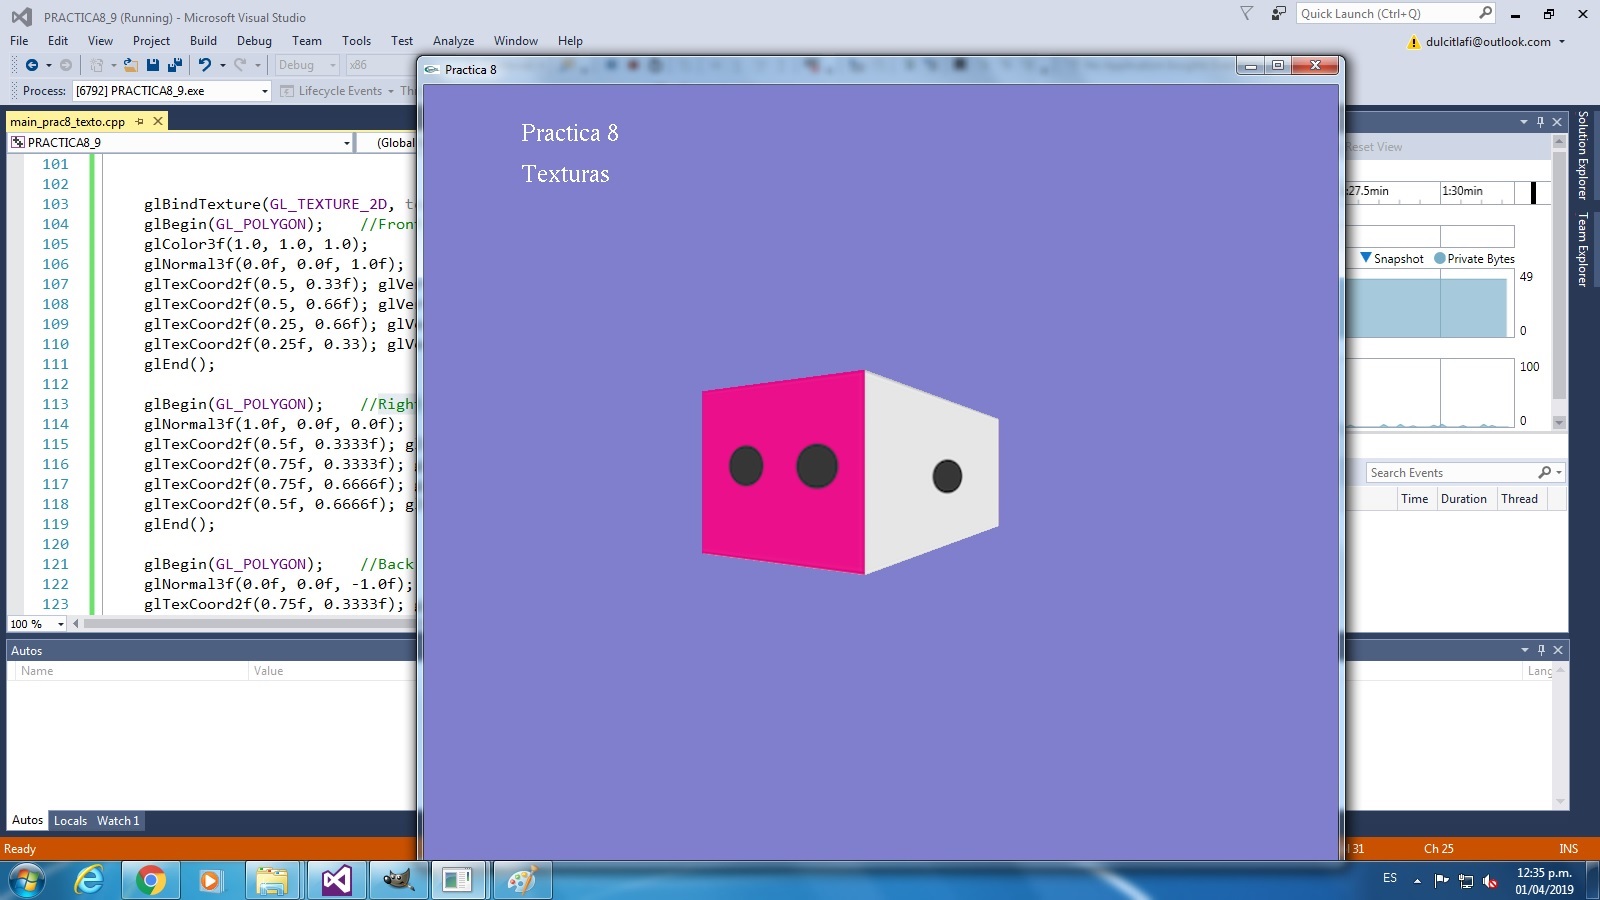 PRACTICA8_9 (Running) - Microsoft Visual Studio
Quick Launch (Ctrl+Q)
File Edit View Project Build Debug Team Tools Test Analyze Window Help
dulcitlafi@outlook.com
Debug x86
Practica 8
Process: [6792] PRACTICA8_9.exe Lifecycle Events
main_prac8_texto.cpp
PRACTICA8_9 (Global
101
102
103 glBindTexture(GL_TEXTURE_2D,
104 glBegin(GL_POLYGON); //Fron
105 glColor3f(1.0, 1.0, 1.0);
106 glNormal3f(0.0f, 0.0f, 1.0f);
107 glTexCoord2f(0.5, 0.33f); glVe
108 glTexCoord2f(0.5, 0.66f); glVe
109 glTexCoord2f(0.25, 0.66f); glV
110 glTexCoord2f(0.25f, 0.33); glV
111 glEnd();
112
113 glBegin(GL_POLYGON); //Righ
114 glNormal3f(1.0f, 0.0f, 0.0f);
115 glTexCoord2f(0.5f, 0.3333f); g
116 glTexCoord2f(0.75f, 0.3333f);
117 glTexCoord2f(0.75f, 0.6666f);
118 glTexCoord2f(0.5f, 0.6666f); g
119 glEnd();
120
121 glBegin(GL_POLYGON); //Back
122 glNormal3f(0.0f, 0.0f, -1.0f);
123 glTexCoord2f(0.75f, 0.3333f);
100 %
Practica 8
Texturas
Reset View
:27.5min 1:30min
Snapshot Private Bytes
49
0
100
0
Search Events
Time Duration Thread
Solution Explorer
Team Explorer
Autos
Name Value Lang
Autos Locals Watch 1
Ready Ch 25 INS
ES 12:35 p.m.
01/04/2019